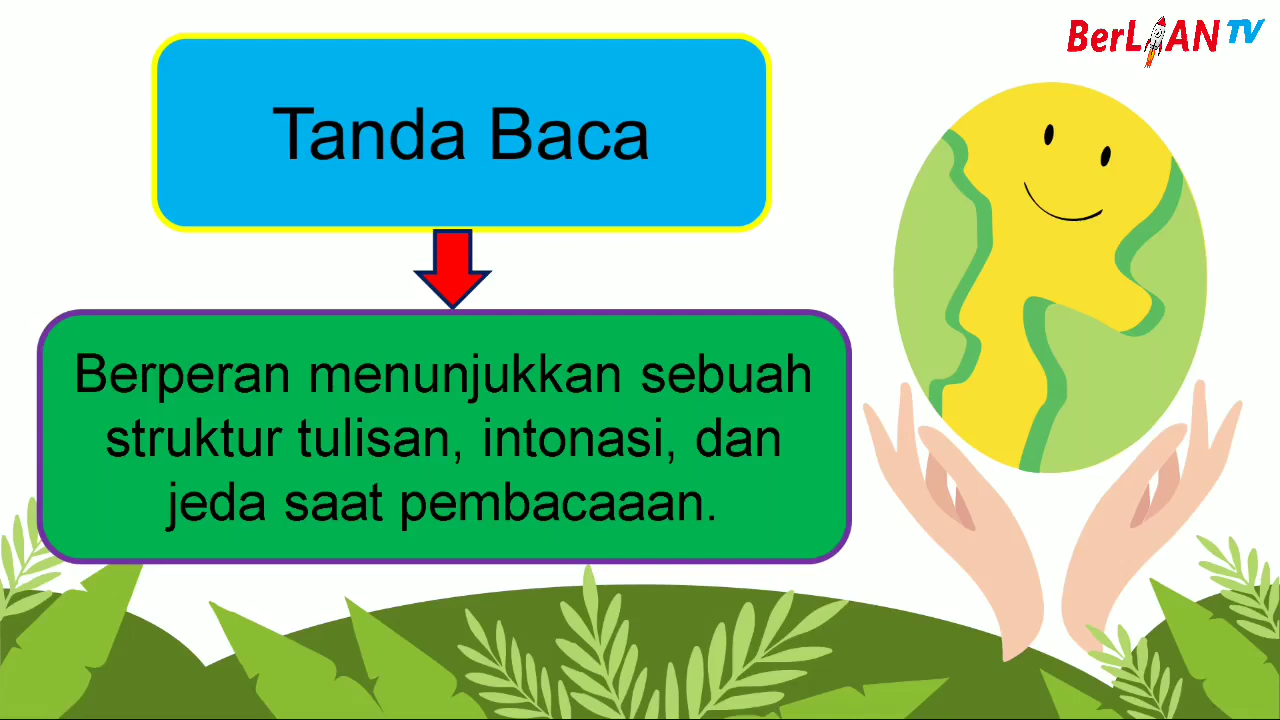 BerLIAN TV
Tanda Baca
Berperan menunjukkan sebuah
struktur tulisan, intonasi, dan
jeda saat pembacaaan.